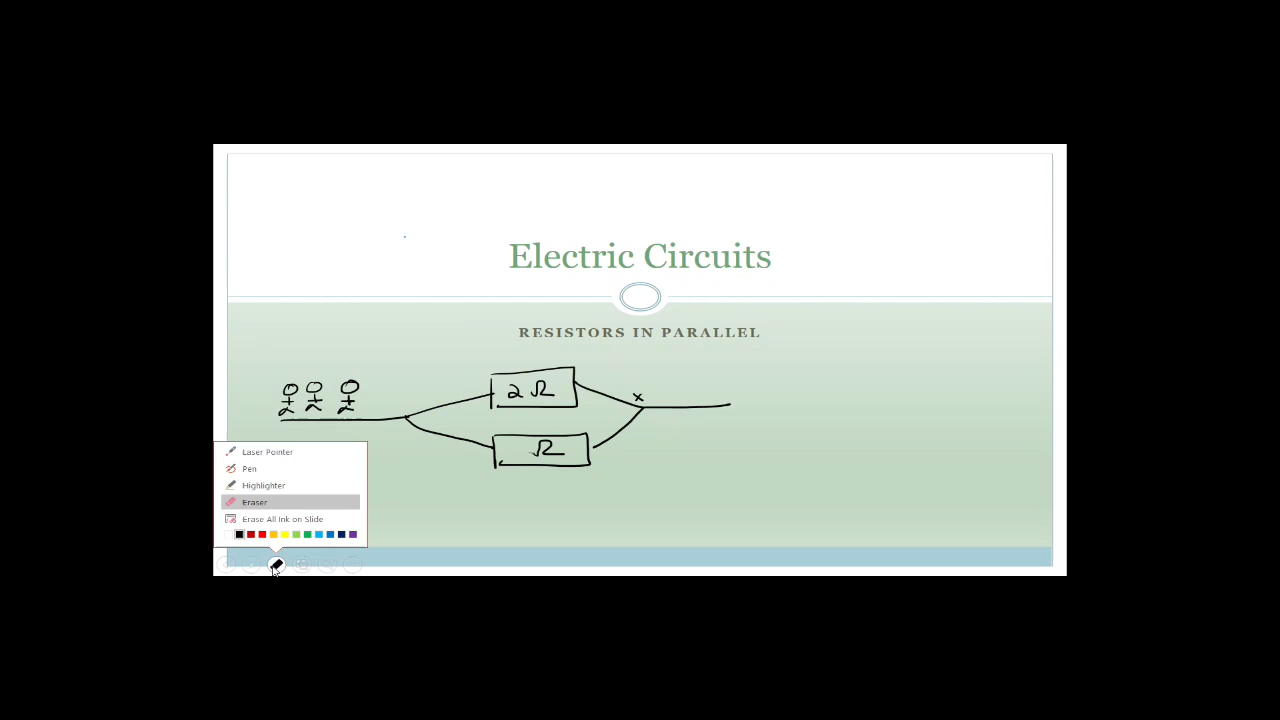 Electric Circuits
RESISTORS IN PARALLEL
2 Ω
x
Ω
Laser Pointer
Pen
Highlighter
Eraser
Erase All Ink on Slide